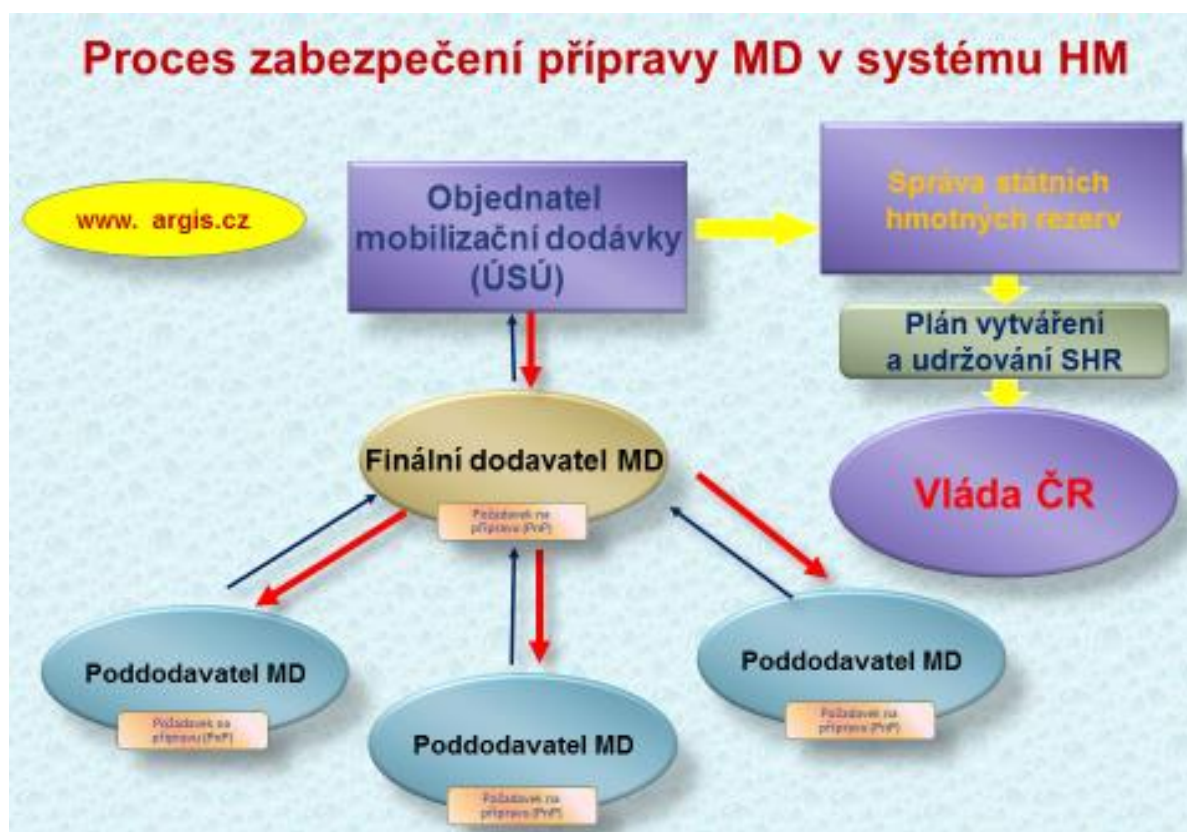 Proces zabezpečení přípravy MD v systému HM
www. argis.cz
Objednatel
mobilizační dodávky
(ÚSÚ)
Správa státních
hmotných rezerv
Plán vytváření
a udržování SHR
Vláda ČR
Finální dodavatel MD
Požadavek na
přípravu (PnP)
Poddodavatel MD
Požadavek na
přípravu (PnP)
Poddodavatel MD
Požadavek na
přípravu (PnP)
Poddodavatel MD
Požadavek na
přípravu (PnP)